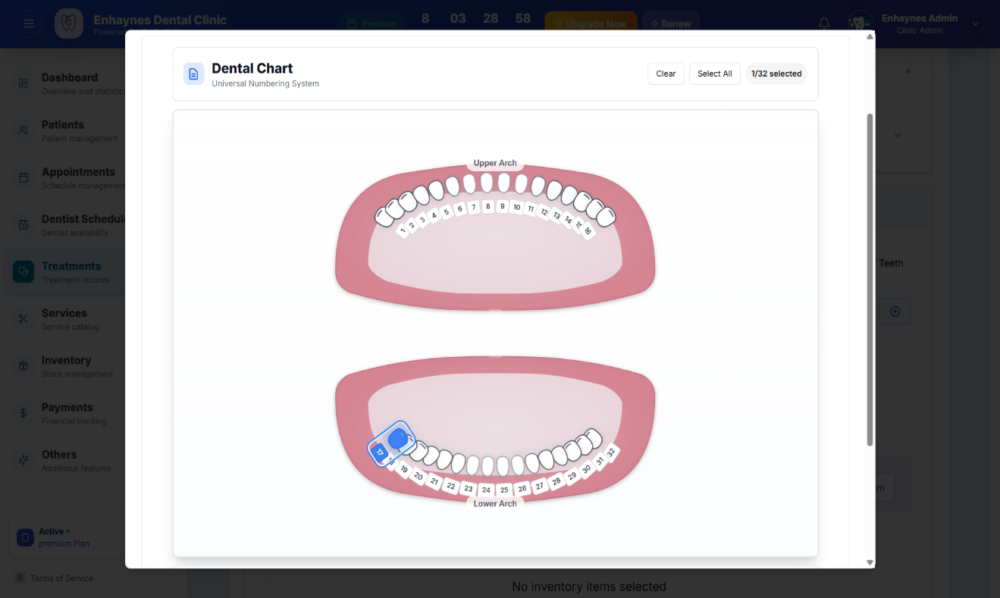 Enhaynes Dental Clinic
Premium
8 03 28 58
Upgrade Now
Renew
Enhaynes Admin
Clinic Admin
Dashboard
Overview and statistics
Patients
Patient management
Appointments
Schedule management
Dentist Schedul
Dentist availability
Treatments
Treatment records
Services
Service catalog
Inventory
Stock management
Payments
Financial tracking
Others
Additional features
Active
premium Plan
Terms of Service
Dental Chart
Universal Numbering System
Clear
Select All
1/32 selected
Upper Arch
1 2 3 4 5 6 7 8 9 10 11 12 13 14 15 16
17 18 19 20 21 22 23 24 25 26 27 28 29 30 31 32
Lower Arch
Teeth
No inventory items selected